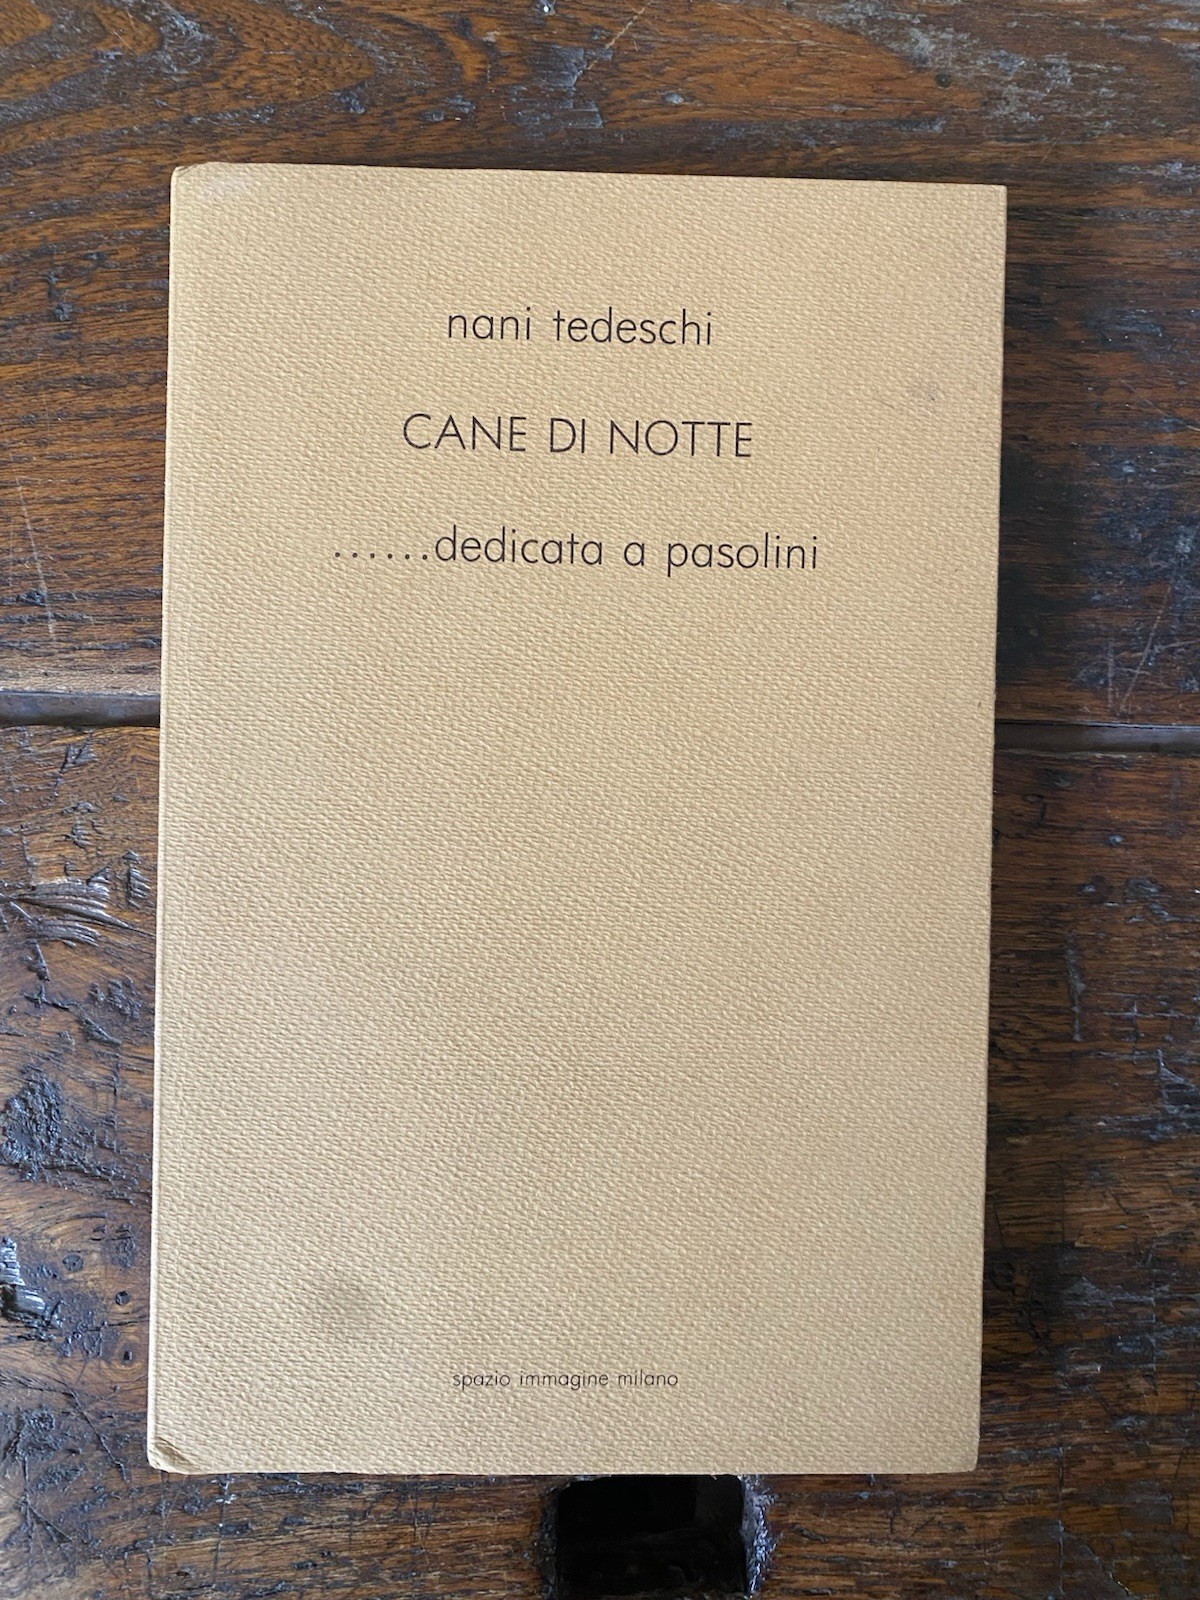 nani tedeschi
CANE DI NOTTE
......dedicata a pasolini
spazio immagine milano